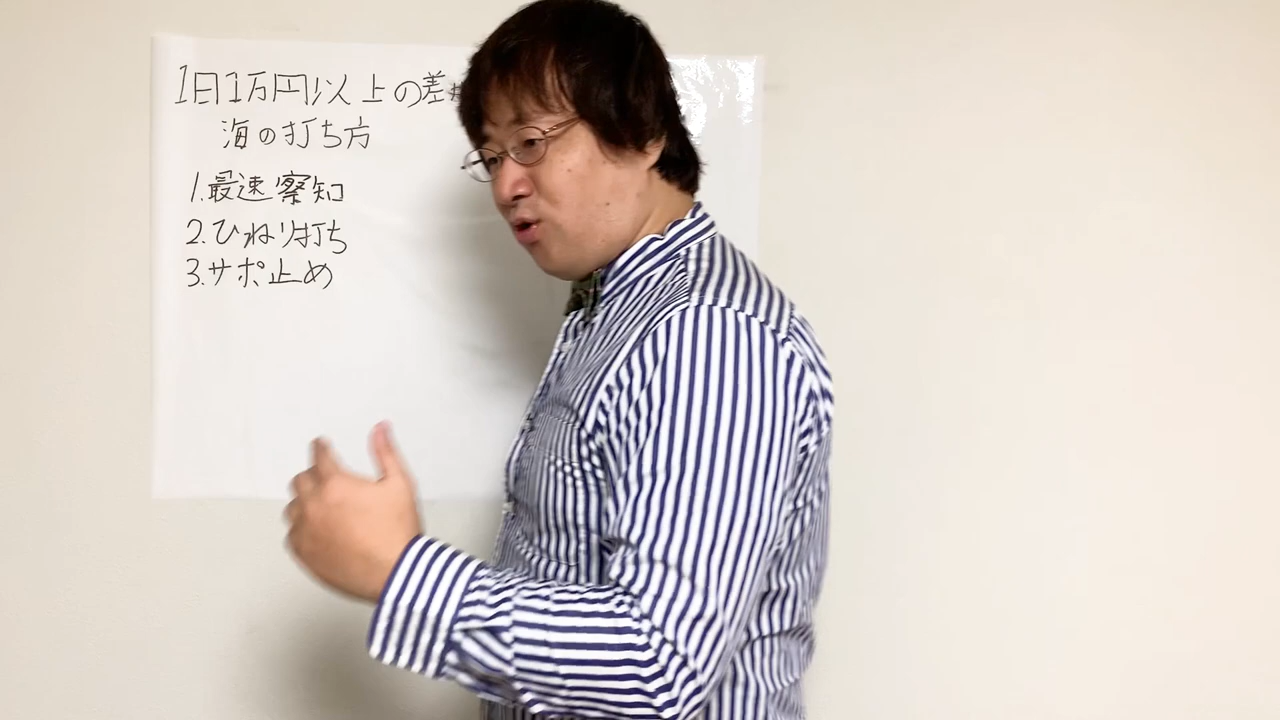 1日1万円以上の差
海の打ち方
1.最速察知
2.ひねり打ち
3.サポ止め